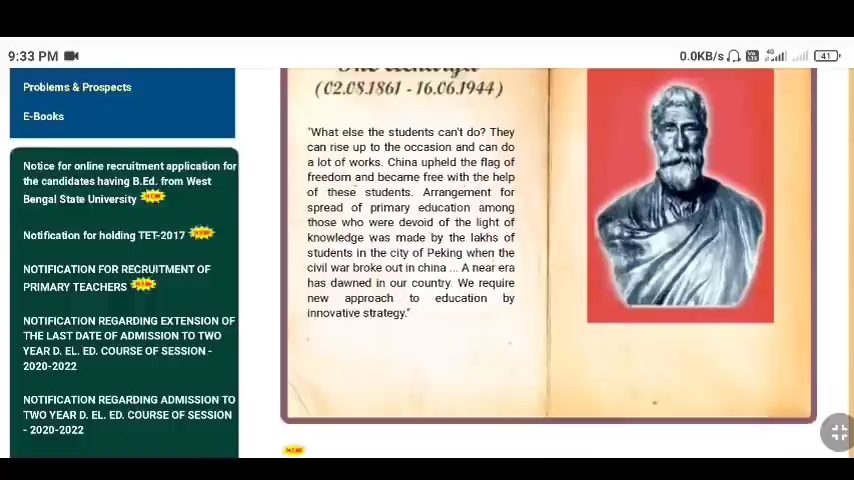 9:33 PM
0.0KB/s
4G
41
Problems & Prospects
E-Books
Notice for online recruitment application for
the candidates having B.Ed. from West
Bengal State University NEW
Notification for holding TET-2017 NEW
NOTIFICATION FOR RECRUITMENT OF
PRIMARY TEACHERS NEW
NOTIFICATION REGARDING EXTENSION OF
THE LAST DATE OF ADMISSION TO TWO
YEAR D. EL. ED. COURSE OF SESSION -
2020-2022
NOTIFICATION REGARDING ADMISSION TO
TWO YEAR D. EL. ED. COURSE OF SESSION
- 2020-2022
(02.08.1861 - 16.06.1944)
"What else the students can't do? They
can rise up to the occasion and can do
a lot of works. China upheld the flag of
freedom and became free with the help
of these students. Arrangement for
spread of primary education among
those who were devoid of the light of
knowledge was made by the lakhs of
students in the city of Peking when the
civil war broke out in china ... A near era
has dawned in our country. We require
new approach to education by
innovative strategy."
NEW